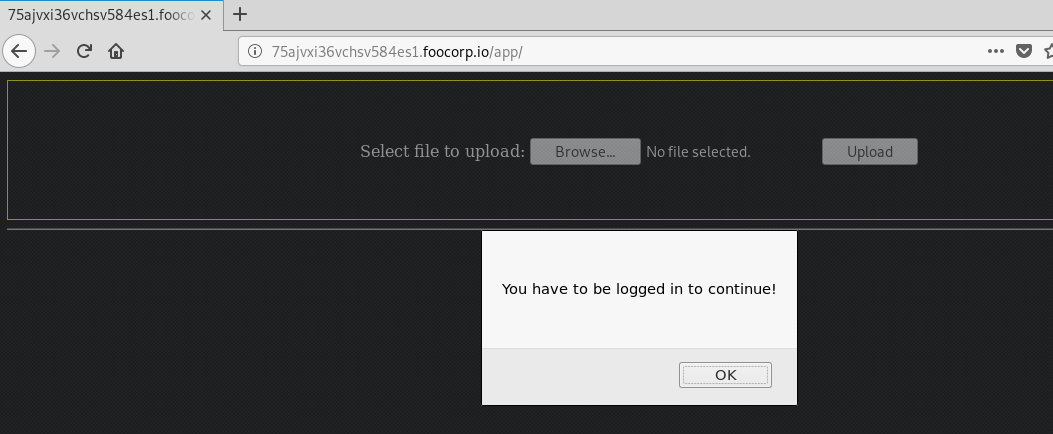 75ajvxi36vchsv584es1.fooco
75ajvxi36vchsv584es1.foocorp.io/app/
Select file to upload: Browse... No file selected. Upload
You have to be logged in to continue!
OK